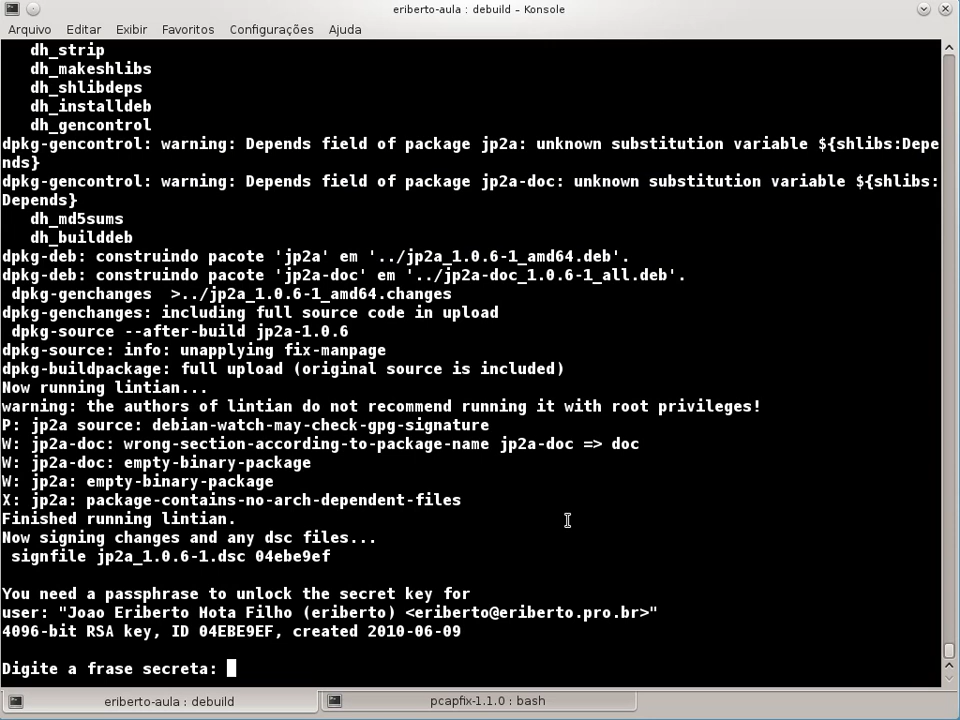 eriberto-aula : debuild – Konsole
Arquivo Editar Exibir Favoritos Configurações Ajuda
dh_strip
dh_makeshlibs
dh_shlibdeps
dh_installdeb
dh_gencontrol
dpkg-gencontrol: warning: Depends field of package jp2a: unknown substitution variable ${shlibs:Depe
nds}
dpkg-gencontrol: warning: Depends field of package jp2a-doc: unknown substitution variable ${shlibs:
Depends}
dh_md5sums
dh_builddeb
dpkg-deb: construindo pacote 'jp2a' em '../jp2a_1.0.6-1_amd64.deb'.
dpkg-deb: construindo pacote 'jp2a-doc' em '../jp2a-doc_1.0.6-1_all.deb'.
dpkg-genchanges >../jp2a_1.0.6-1_amd64.changes
dpkg-genchanges: including full source code in upload
dpkg-source --after-build jp2a-1.0.6
dpkg-source: info: unapplying fix-manpage
dpkg-buildpackage: full upload (original source is included)
Now running lintian...
warning: the authors of lintian do not recommend running it with root privileges!
P: jp2a source: debian-watch-may-check-gpg-signature
W: jp2a-doc: wrong-section-according-to-package-name jp2a-doc => doc
W: jp2a-doc: empty-binary-package
W: jp2a: empty-binary-package
X: jp2a: package-contains-no-arch-dependent-files
Finished running lintian.
Now signing changes and any dsc files...
signfile jp2a_1.0.6-1.dsc 04ebe9ef
You need a passphrase to unlock the secret key for
user: "Joao Eriberto Mota Filho (eriberto) <eriberto@eriberto.pro.br>"
4096-bit RSA key, ID 04EBE9EF, created 2010-06-09
Digite a frase secreta:
eriberto-aula : debuild
pcapfix-1.1.0 : bash